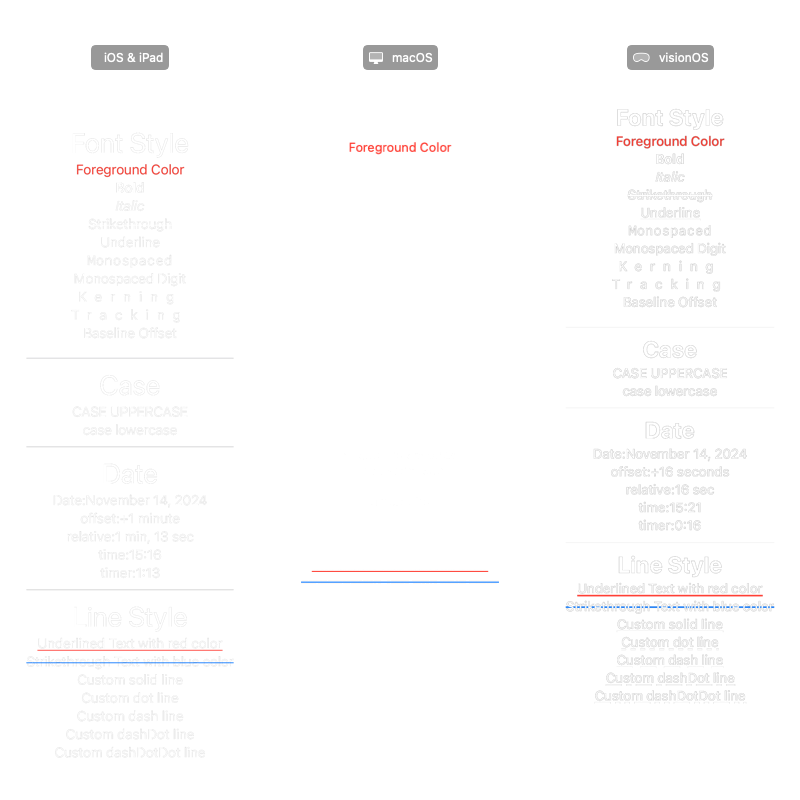 iOS & iPad
Font Style
Foreground Color
Bold
Italic
Strikethrough
Underline
Monospaced
Monospaced Digit
Kerning
Tracking
Baseline Offset
Case
CASE UPPERCASE
case lowercase
Date
Date:November 14, 2024
offset:-1 minute
relative:1 min, 13 sec
time:15:16
timer:1:13
Line Style
Underlined Text with red color
Strikethrough Text with blue color
Custom solid line
Custom dot line
Custom dash line
Custom dashDot line
Custom dashDotDot line
macOS
Foreground Color
visionOS
Font Style
Foreground Color
Bold
Italic
Strikethrough
Underline
Monospaced
Monospaced Digit
Kerning
Tracking
Baseline Offset
Case
CASE UPPERCASE
case lowercase
Date
Date:November 14, 2024
offset:+16 seconds
relative:16 sec
time:15:21
timer:0:16
Line Style
Underlined Text with red color
Strikethrough Text with blue color
Custom solid line
Custom dot line
Custom dash line
Custom dashDot line
Custom dashDotDot line